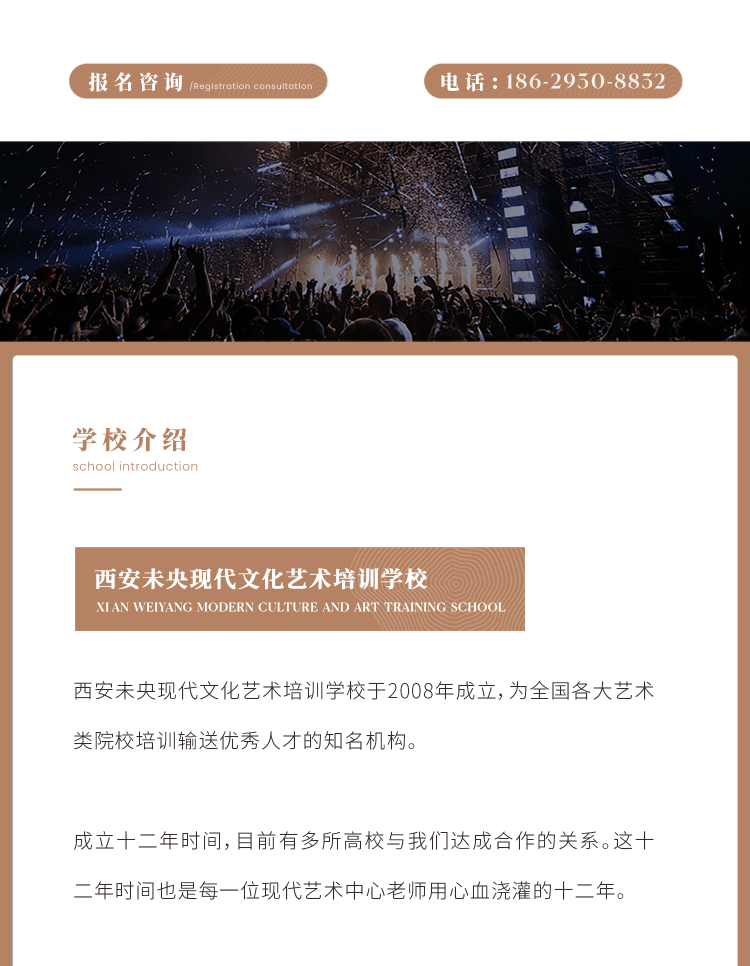 报名咨询 /Registration consultation
电话：186-2930-8832
学校介绍
school introduction
西安未央现代文化艺术培训学校
XI AN WEIYANG MODERN CULTURE AND ART TRAINING SCHOOL
西安未央现代文化艺术培训学校于2008年成立，为全国各大艺术
类院校培训输送优秀人才的知名机构。
成立十二年时间，目前有多所高校与我们达成合作的关系。这十
二年时间也是每一位现代艺术中心老师用心血浇灌的十二年。